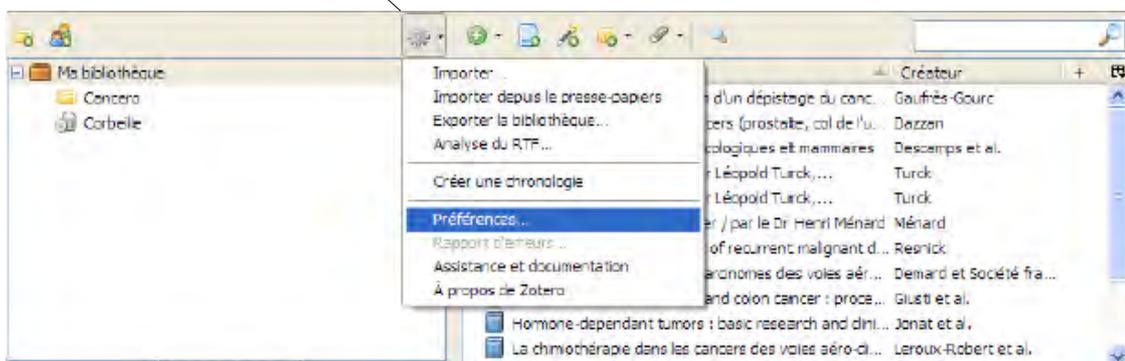 Ma bibliothèque
Cancero
Corbeille
Importer...
Importer depuis le presse-papiers
Exporter la bibliothèque...
Analyse du RTF...
Créer une chronologie
Préférences...
Rapport d'erreurs...
Assistance et documentation
À propos de Zotero
Créateur +
n d'un dépistage du canc... Gaufrès-Gourc
cers (prostate, col de l'u... Dazzan
cologiques et mammaires Descamps et al.
r Léopold Turck,... Turck
r Léopold Turck,... Turck
er / par le Dr Henri Ménard Ménard
of recurrent malignant d... Resnick
arcinomes des voies aér... Demard et Société fra...
and colon cancer : proce... Giusti et al.
Hormone-dependant tumors : basic research and clini... Jonat et al.
La chimiothérapie dans les cancers des voies aéro-di... Leroux-Robert et al.